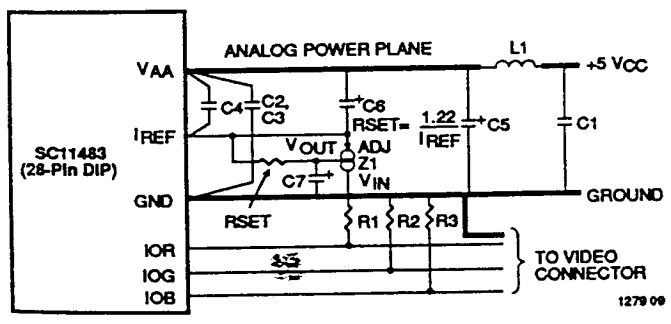 ANALOG POWER PLANE
L1
+5 VCC
VAA
C4
C2,
C3
+C6
RSET= 1.22
IREF
+C5
C1
IREF
VOUT
ADJ
Z1
SC11483
(28-Pin DIP)
C7 +
VIN
GND
GROUND
RSET
R1
R2
R3
IOR
IOG
IOB
TO VIDEO
CONNECTOR
1279 09